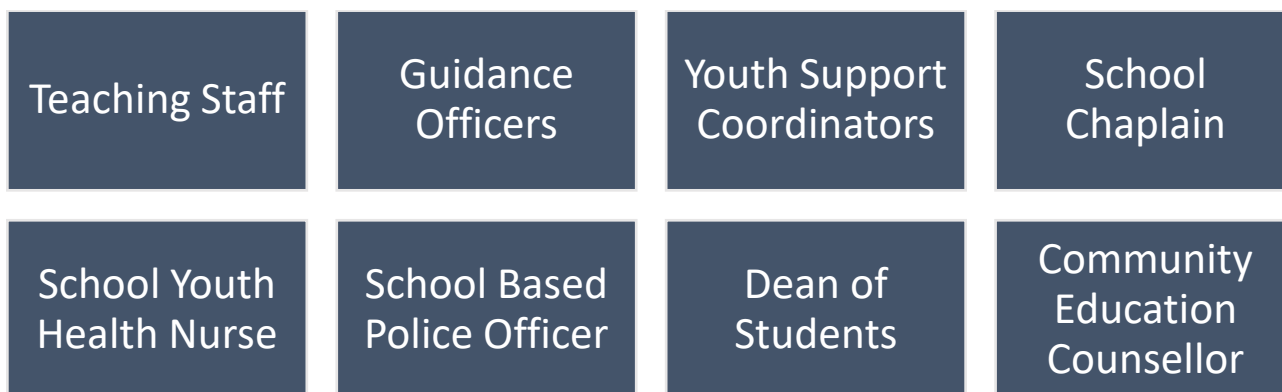 Teaching Staff
Guidance
Officers
Youth Support
Coordinators
School
Chaplain
School Youth
Health Nurse
School Based
Police Officer
Dean of
Students
Community
Education
Counsellor